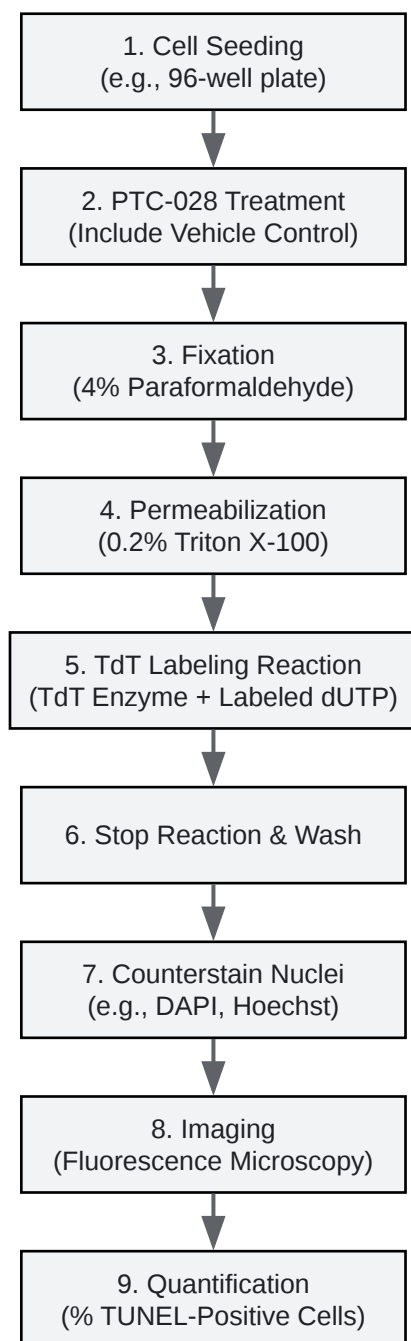 1. Cell Seeding
(e.g., 96-well plate)
2. PTC-028 Treatment
(Include Vehicle Control)
3. Fixation
(4% Paraformaldehyde)
4. Permeabilization
(0.2% Triton X-100)
5. TdT Labeling Reaction
(TdT Enzyme + Labeled dUTP)
6. Stop Reaction & Wash
7. Counterstain Nuclei
(e.g., DAPI, Hoechst)
8. Imaging
(Fluorescence Microscopy)
9. Quantification
(% TUNEL-Positive Cells)